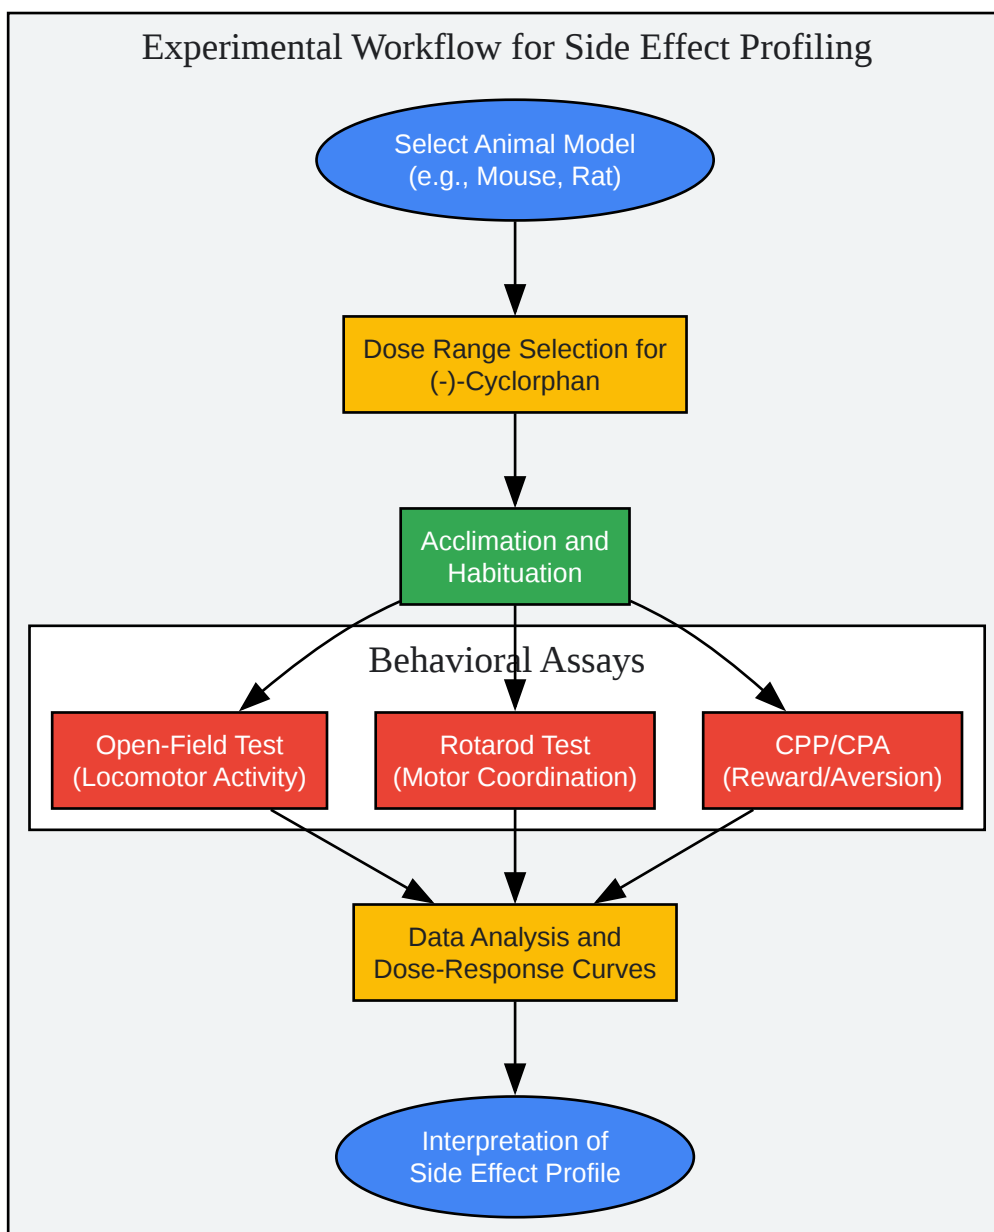 Experimental Workflow for Side Effect Profiling
Select Animal Model
(e.g., Mouse, Rat)
Dose Range Selection for
(-)-Cyclorphan
Acclimation and
Habituation
Behavioral Assays
Open-Field Test
(Locomotor Activity)
Rotarod Test
(Motor Coordination)
CPP/CPA
(Reward/Aversion)
Data Analysis and
Dose-Response Curves
Interpretation of
Side Effect Profile